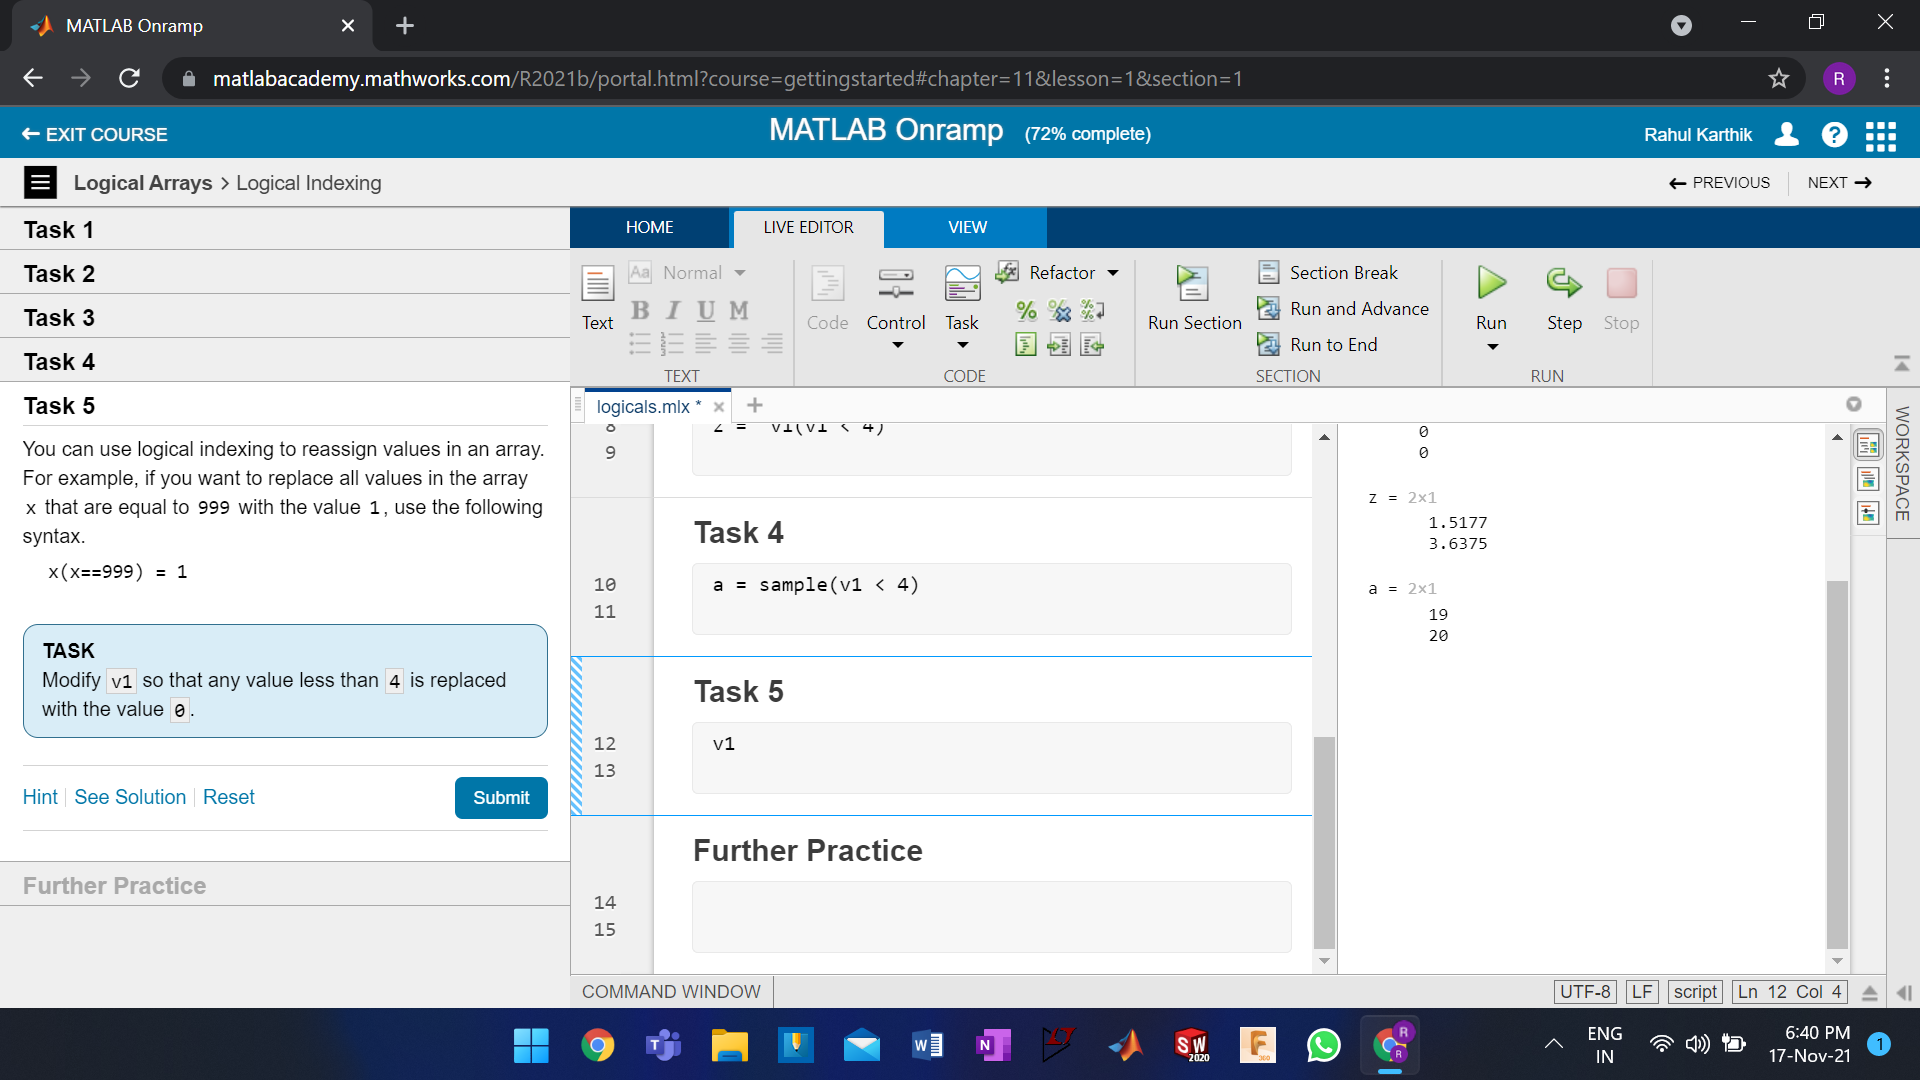 MATLAB Onramp
matlabacademy.mathworks.com/R2021b/portal.html?course=gettingstarted#chapter=11&lesson=1&section=1
R
EXIT COURSE
MATLAB Onramp (72% complete)
Rahul Karthik
?
Logical Arrays > Logical Indexing
PREVIOUS
NEXT
Task 1
Task 2
Task 3
Task 4
Task 5
You can use logical indexing to reassign values in an array.
For example, if you want to replace all values in the array
x that are equal to 999 with the value 1, use the following
syntax.
x(x==999) = 1
TASK
Modify v1 so that any value less than 4 is replaced
with the value 0.
Hint
See Solution
Reset
Submit
Further Practice
HOME
LIVE EDITOR
VIEW
Text
Aa Normal
B I U M
TEXT
Code
Control
Task
Refactor
CODE
Run Section
Section Break
Run and Advance
Run to End
SECTION
Run
Step
Stop
RUN
logicals.mlx *
8 z = v1(v1 < 4)
9
Task 4
10 a = sample(v1 < 4)
11
Task 5
12 v1
13
Further Practice
14
15
0
0
z = 2×1
1.5177
3.6375
a = 2×1
19
20
WORKSPACE
COMMAND WINDOW
UTF-8
LF
script
Ln 12 Col 4
T
W
N
SW
2020
F
360
R
R
ENG
IN
6:40 PM
17-Nov-21
1